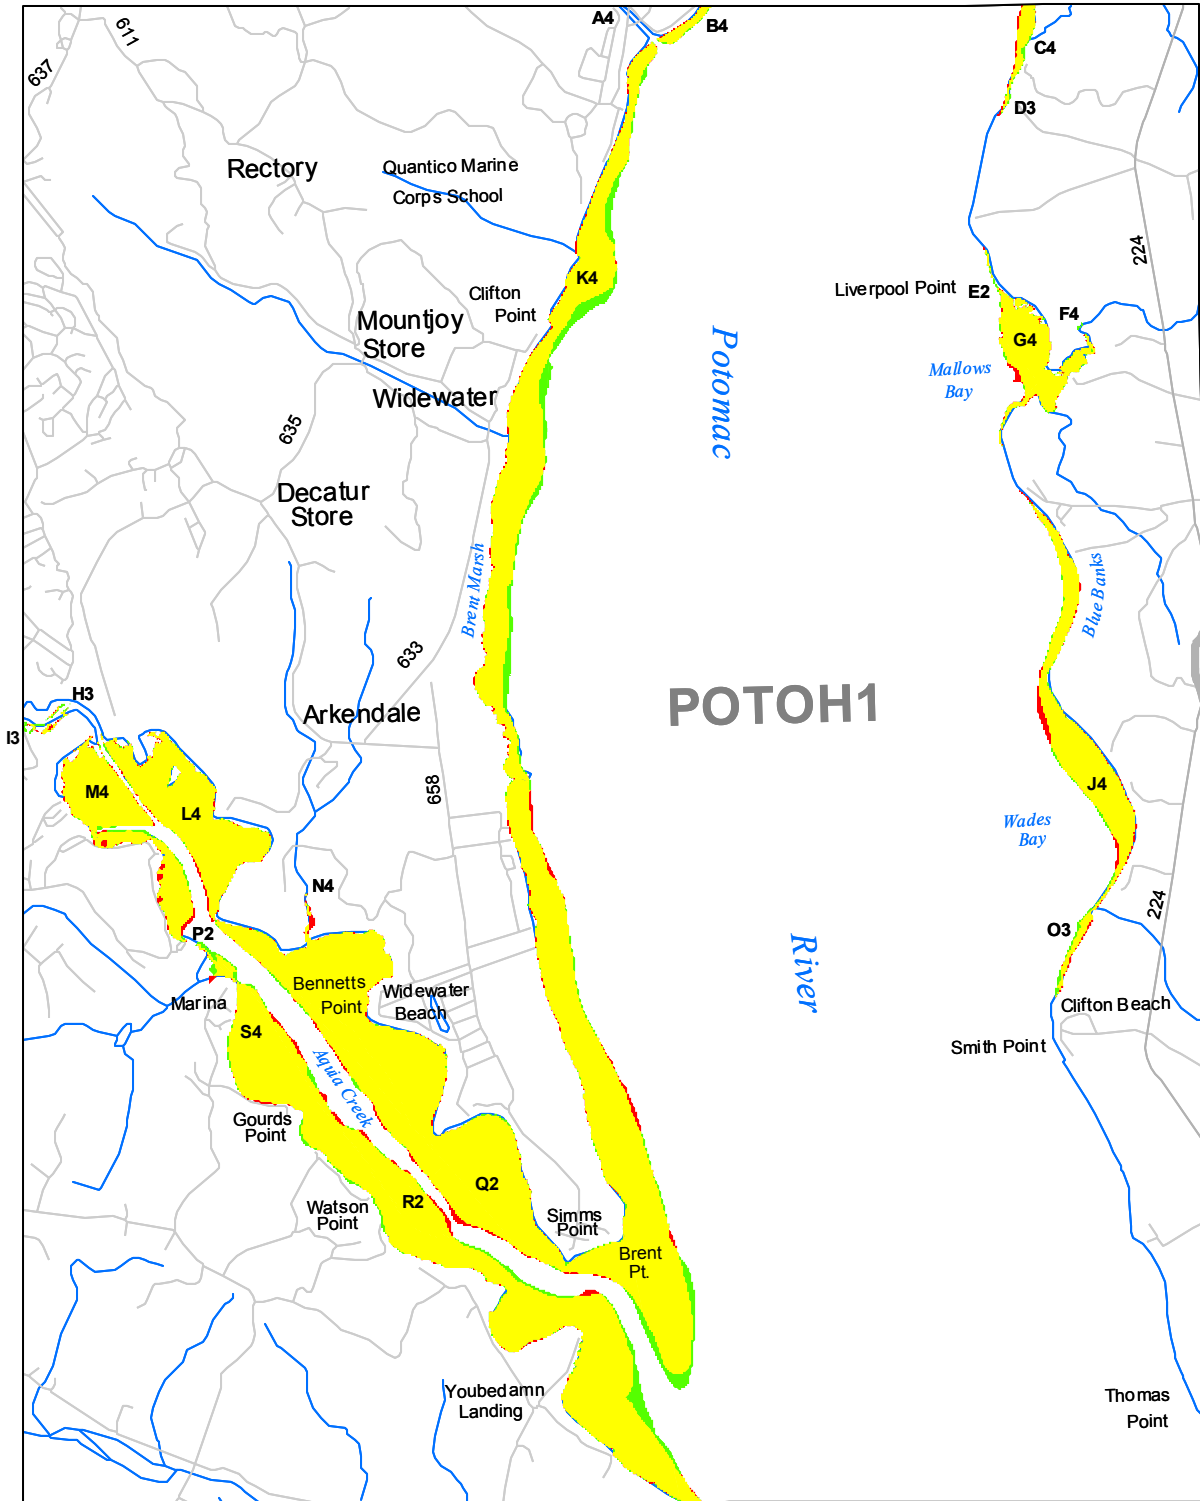 A4
B4
611
637
C4
D3
Rectory
Quantico Marine
Corps School
224
K4
Liverpool Point
E2
F4
G4
Clifton
Point
Mountjoy
Store
Potomac
Mallows
Bay
Widewater
635
Decatur
Store
Brent Marsh
Blue Banks
633
H3
I3
Arkendale
POTOH1
658
M4
L4
J4
Wades
Bay
N4
224
P2
O3
Bennetts
Point
Widewater
Beach
River
Marina
Clifton Beach
S4
Smith Point
Aquia Creek
Gourds
Point
Q2
R2
Watson
Point
Simms
Point
Brent
Pt.
Youbedamn
Landing
Thomas
Point